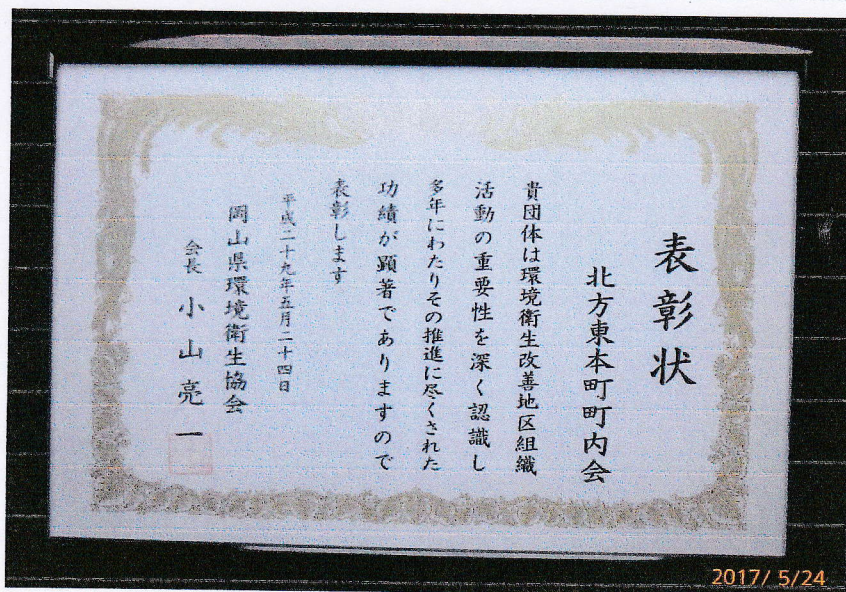 表彰状
北方東本町町内会
貴団体は環境衛生改善地区組織
活動の重要性を深く認識し
多年にわたりその推進に尽くされた
功績が顕著でありますので
表彰します
平成二十九年五月二十四日
岡山県環境衛生協会
会長 小山亮一
2017/ 5/24